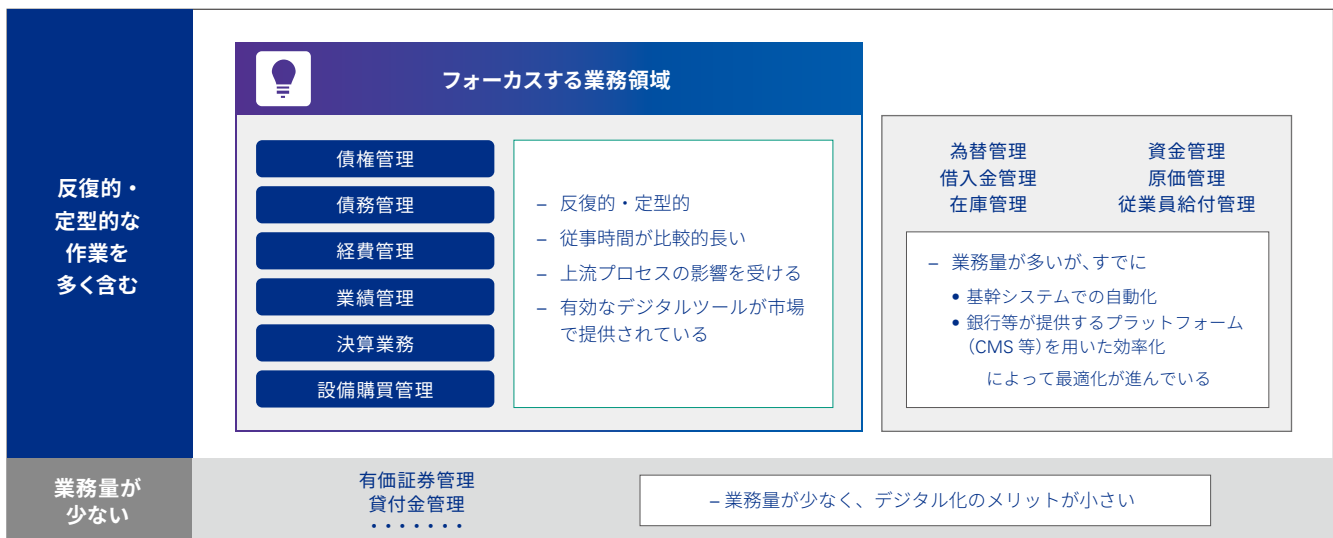 反復的・
定型的な
作業を
多く含む
フォーカスする業務領域
債権管理
債務管理
経費管理
業績管理
決算業務
設備購買管理
– 反復的・定型的
– 従事時間が比較的長い
– 上流プロセスの影響を受ける
– 有効なデジタルツールが市場
で提供されている
為替管理
借入金管理
在庫管理
資金管理
原価管理
従業員給付管理
– 業務量が多いが、すでに
• 基幹システムでの自動化
• 銀行等が提供するプラットフォーム
（CMS 等）を用いた効率化
によって最適化が進んでいる
業務量が
少ない
有価証券管理
貸付金管理
・・・・・・・
– 業務量が少なく、デジタル化のメリットが小さい